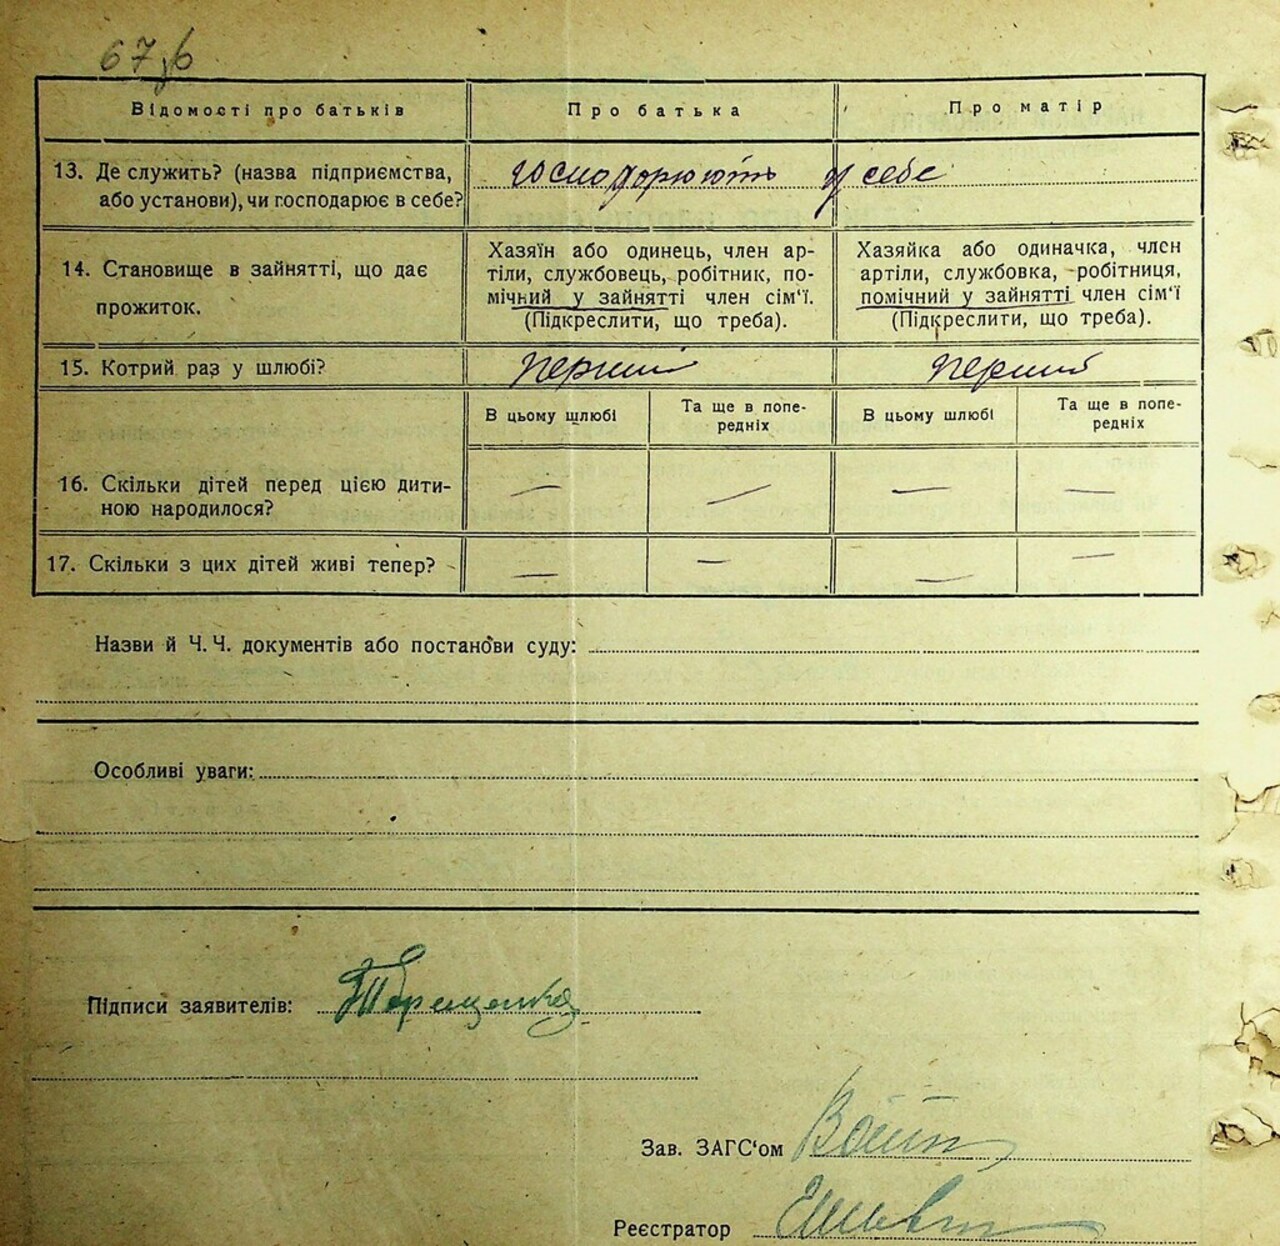 67зв
Відомості про батьків Про батька Про матір
13. Де служить? (назва підприємства, або установи), чи господарює в себе? господорюють у себе
14. Становище в зайнятті, що дає прожиток.
Хазяїн або одинець, член ар-
тіли, службовець, робітник, по-
мічний у зайнятті член сім'ї.
(Підкреслити, що треба).
Хазяйка або одиначка, член
артіли, службовка, робітниця,
помічний у зайнятті член сім'ї
(Підкреслити, що треба).
15. Котрий раз у шлюбі? перший перший
В цьому шлюбі
Та ще в попе-
редніх
В цьому шлюбі
Та ще в попе-
редніх
16. Скільки дітей перед цією дити-
ною народилося? — — — —
17. Скільки з цих дітей живі тепер? — — — —
Назви й Ч. Ч. документів або постанови суду:
Особливі уваги:
Підписи заявителів: Терещенко
Зав. ЗАГС'ом
Реєстратор